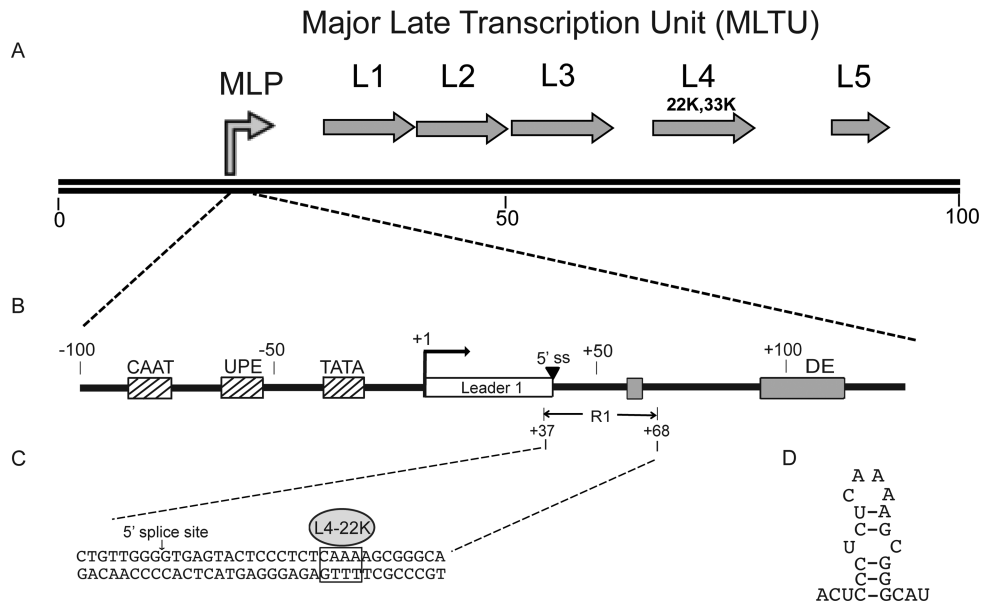 Major Late Transcription Unit (MLTU)
A
MLP
L1 L2 L3 L4 L5
22K,33K
0 50 100
B
-100 -50 +1 +50 +100
CAAT UPE TATA 5' ss DE
Leader 1
R1
+37 +68
C
D
5' splice site
↓
L4-22K
CTGTTGGGGTGAGTACTCCCTCTCAAAAGCGGGCA
GACAACCCCACTCATGAGGGAGAGTTTTCGCCCGT
A A
C A
U–A
C–G
U C
C–G
C–G
ACUC–GCAU